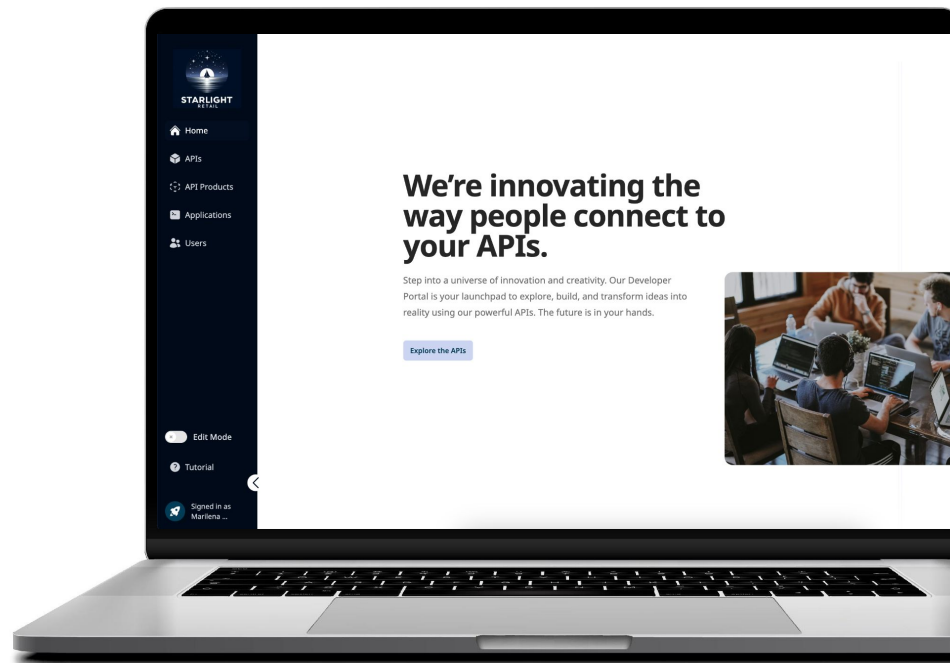 STARLIGHT
RETAIL
Home
APIs
API Products
Applications
Users
Edit Mode
Tutorial
Signed in as
Marilena ...
We're innovating the
way people connect to
your APIs.
Step into a universe of innovation and creativity. Our Developer
Portal is your launchpad to explore, build, and transform ideas into
reality using our powerful APIs. The future is in your hands.
Explore the APIs